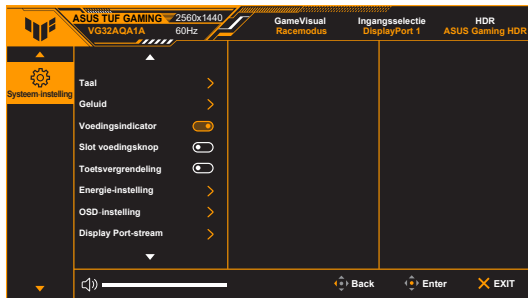 ASUS TUF GAMING 2560x1440
VG32AQA1A 60Hz
GameVisual
Racemodus
Ingangsselectie
DisplayPort 1
HDR
ASUS Gaming HDR
Systeem-instelling
Taal
Geluid
Voedingsindicator
Slot voedingsknop
Toetsvergrendeling
Energie-instelling
OSD-instelling
Display Port-stream
Back
Enter
EXIT